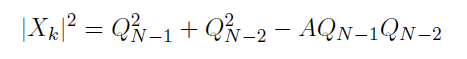 |X_k|^2 = Q_{N-1}^2 + Q_{N-2}^2 - AQ_{N-1}Q_{N-2}